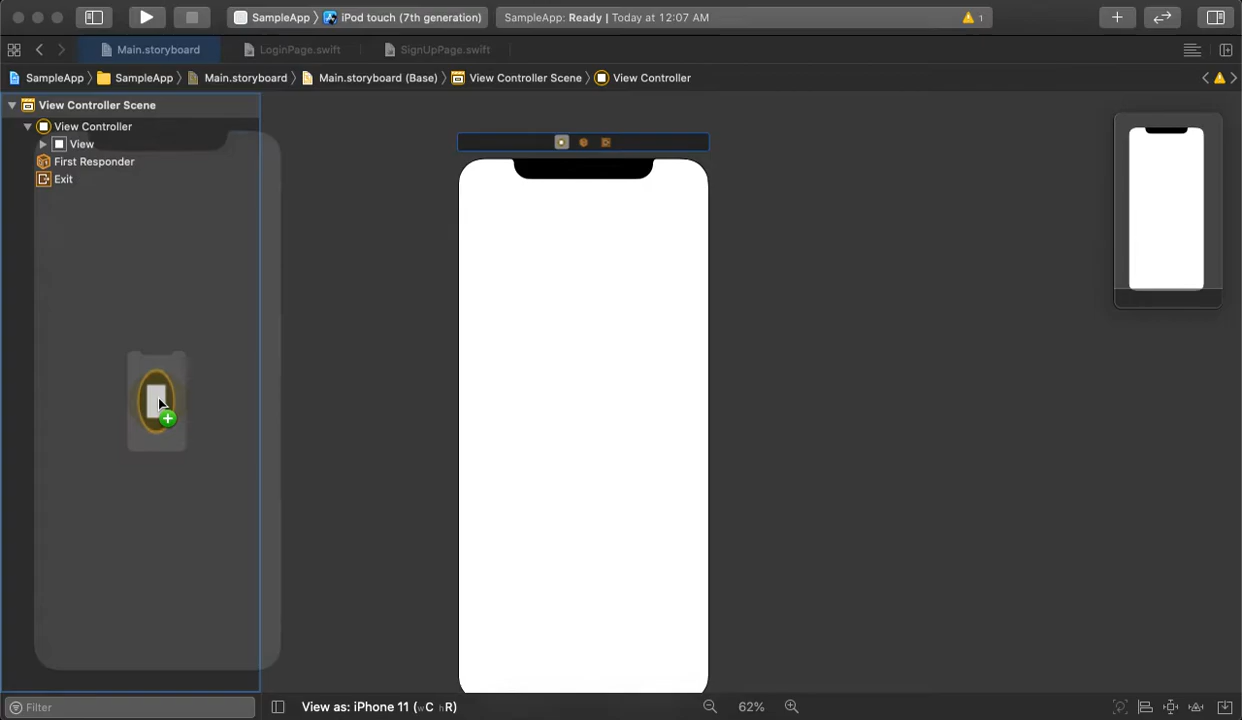 SampleApp 〉 iPod touch (7th generation)
SampleApp: Ready | Today at 12:07 AM
1
Main.storyboard
LoginPage.swift
SignUpPage.swift
SampleApp 〉 SampleApp 〉 Main.storyboard 〉 Main.storyboard (Base) 〉 View Controller Scene 〉 View Controller
View Controller Scene
View Controller
View
First Responder
Exit
Filter
View as: iPhone 11 (wC hR)
62%